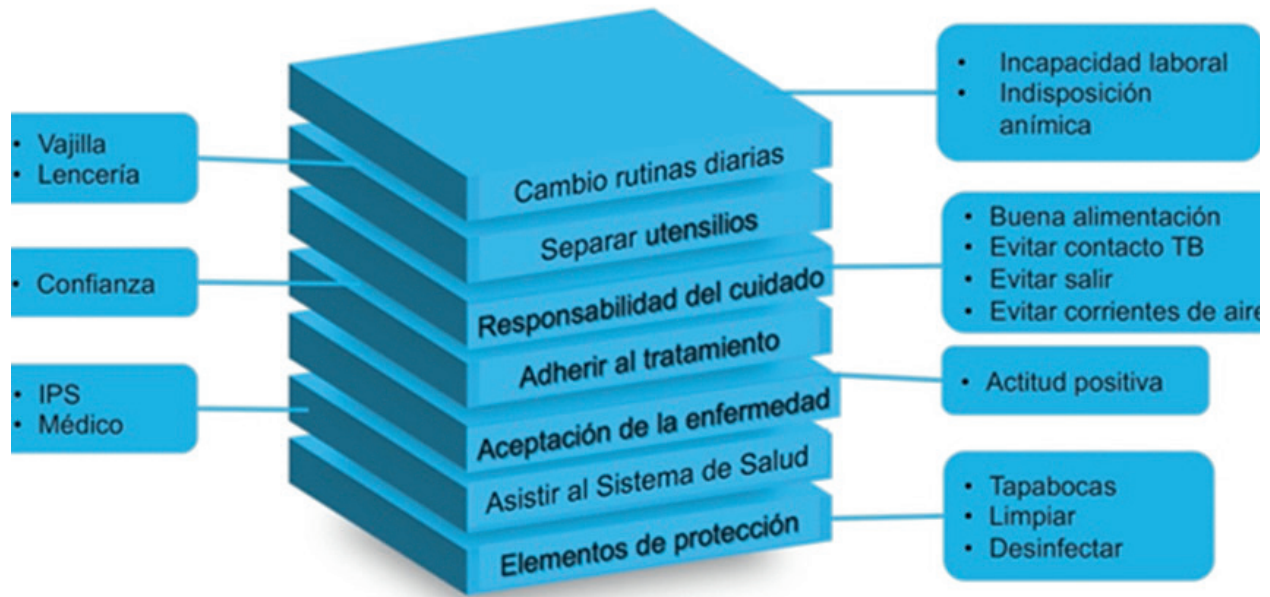 • Vajilla
• Lencería
• Confianza
• IPS
• Médico
Cambio rutinas diarias
Separar utensilios
Responsabilidad del cuidado
Adherir al tratamiento
Aceptación de la enfermedad
Asistir al Sistema de Salud
Elementos de protección
• Incapacidad laboral
• Indisposición
anímica
• Buena alimentación
• Evitar contacto TB
• Evitar salir
• Evitar corrientes de aire
• Actitud positiva
• Tapabocas
• Limpiar
• Desinfectar